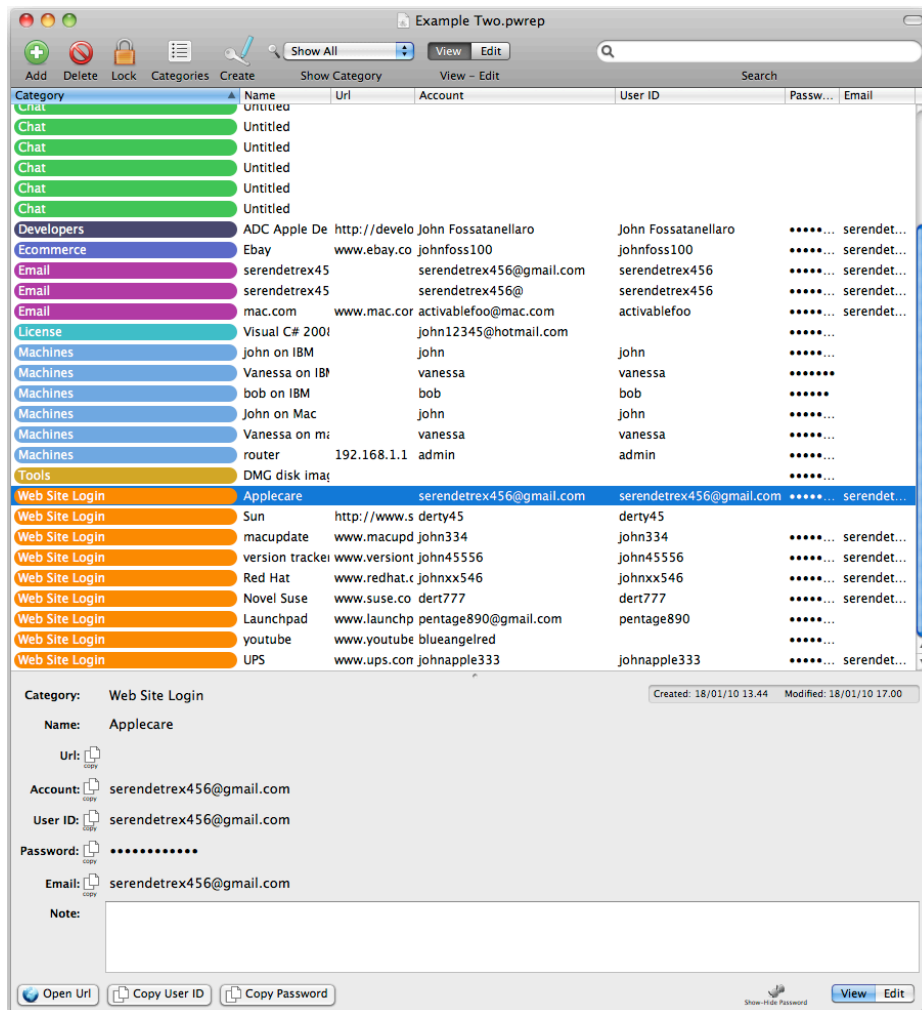 Example Two.pwrep
Show All View Edit
Add Delete Lock Categories Create Show Category View - Edit Search
Category Name Url Account User ID Passw... Email
Chat Untitled
Chat Untitled
Chat Untitled
Chat Untitled
Chat Untitled
Chat Untitled
Developers ADC Apple De http://develo John Fossatanellaro John Fossatanellaro •••••... serendet...
Ecommerce Ebay www.ebay.co johnfoss100 johnfoss100 •••••... serendet...
Email serendetrex45 serendetrex456@gmail.com serendetrex456 •••••... serendet...
Email serendetrex45 serendetrex456@ serendetrex456 •••••... serendet...
Email mac.com www.mac.cor activablefoo@mac.com activablefoo •••••... serendet...
License Visual C# 2008 john12345@hotmail.com •••••...
Machines john on IBM john john •••••...
Machines Vanessa on IBM vanessa vanessa •••••••
Machines bob on IBM bob bob ••••••
Machines John on Mac john john •••••...
Machines Vanessa on ma vanessa vanessa •••••...
Machines router 192.168.1.1 admin admin •••••...
Tools DMG disk imag •••••...
Web Site Login Applecare serendetrex456@gmail.com serendetrex456@gmail.com •••••... serendet...
Web Site Login Sun http://www.s derty45 derty45
Web Site Login macupdate www.macupd john334 john334 •••••... serendet...
Web Site Login version tracker www.versiont john45556 john45556 •••••... serendet...
Web Site Login Red Hat www.redhat.c johnxx546 johnxx546 •••••... serendet...
Web Site Login Novel Suse www.suse.co dert777 dert777 •••••... serendet...
Web Site Login Launchpad www.launchp pentage890@gmail.com pentage890 •••••...
Web Site Login youtube www.youtube blueangelred •••••...
Web Site Login UPS www.ups.com johnapple333 johnapple333 •••••... serendet...
Category: Web Site Login Created: 18/01/10 13.44 Modified: 18/01/10 17.00
Name: Applecare
Url: copy
Account: copy serendetrex456@gmail.com
User ID: copy serendetrex456@gmail.com
Password: copy ••••••••••••
Email: copy serendetrex456@gmail.com
Note:
Open Url Copy User ID Copy Password Show-Hide Password View Edit